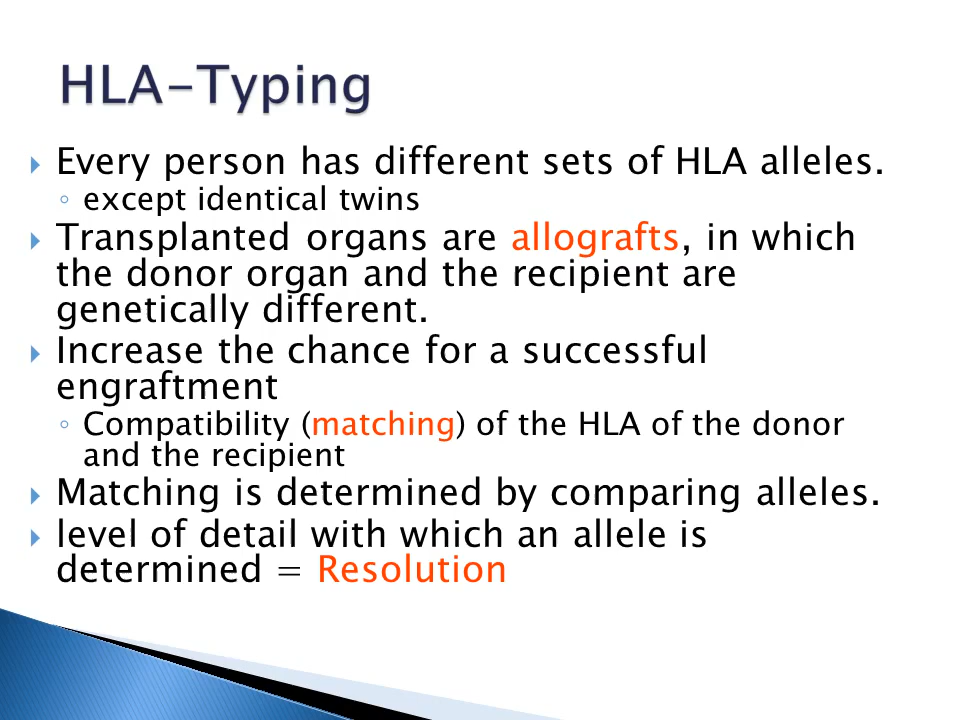 HLA-Typing
Every person has different sets of HLA alleles.
except identical twins
Transplanted organs are allografts, in which
the donor organ and the recipient are
genetically different.
Increase the chance for a successful
engraftment
Compatibility (matching) of the HLA of the donor
and the recipient
Matching is determined by comparing alleles.
level of detail with which an allele is
determined = Resolution